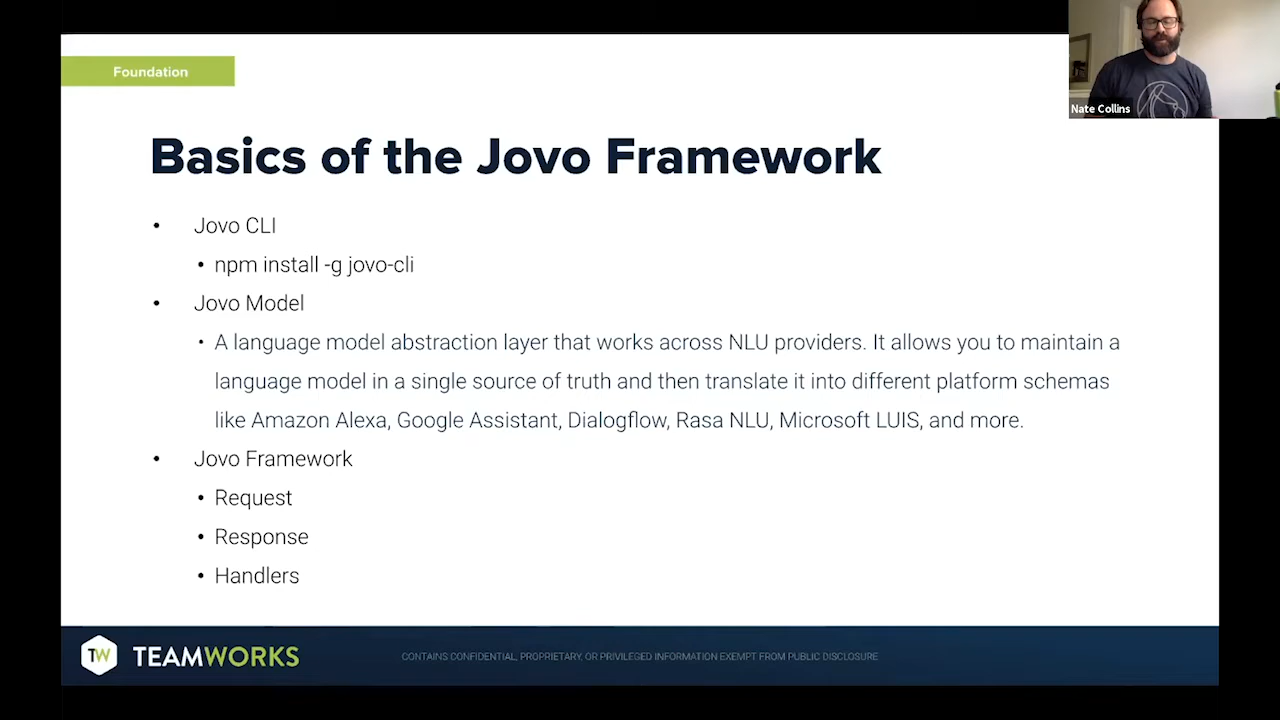 Foundation
Nate Collins
Basics of the Jovo Framework
• Jovo CLI
• npm install -g jovo-cli
• Jovo Model
• A language model abstraction layer that works across NLU providers. It allows you to maintain a
language model in a single source of truth and then translate it into different platform schemas
like Amazon Alexa, Google Assistant, Dialogflow, Rasa NLU, Microsoft LUIS, and more.
• Jovo Framework
• Request
• Response
• Handlers
TW TEAMWORKS
CONTAINS CONFIDENTIAL, PROPRIETARY, OR PRIVILEGED INFORMATION EXEMPT FROM PUBLIC DISCLOSURE